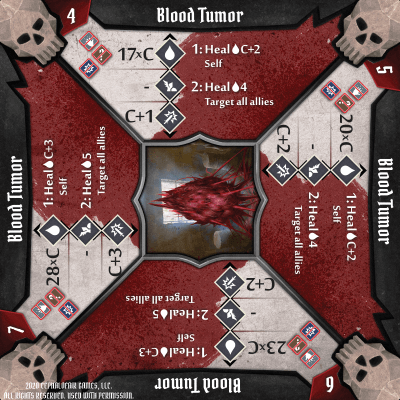 4
Blood Tumor
17xC
-
C+1
1: Heal C+2
Self
2: Heal 4
Target all allies
5
Blood Tumor
20xC
-
C+2
1: Heal C+2
Self
2: Heal 4
Target all allies
6
Blood Tumor
23xC
-
C+2
1: Heal C+3
Self
2: Heal 5
Target all allies
7
Blood Tumor
28xC
-
C+3
1: Heal C+3
Self
2: Heal 5
Target all allies
2020 CEPHALOFAIR GAMES, LLC.
ALL RIGHTS RESERVED. USED WITH PERMISSION.